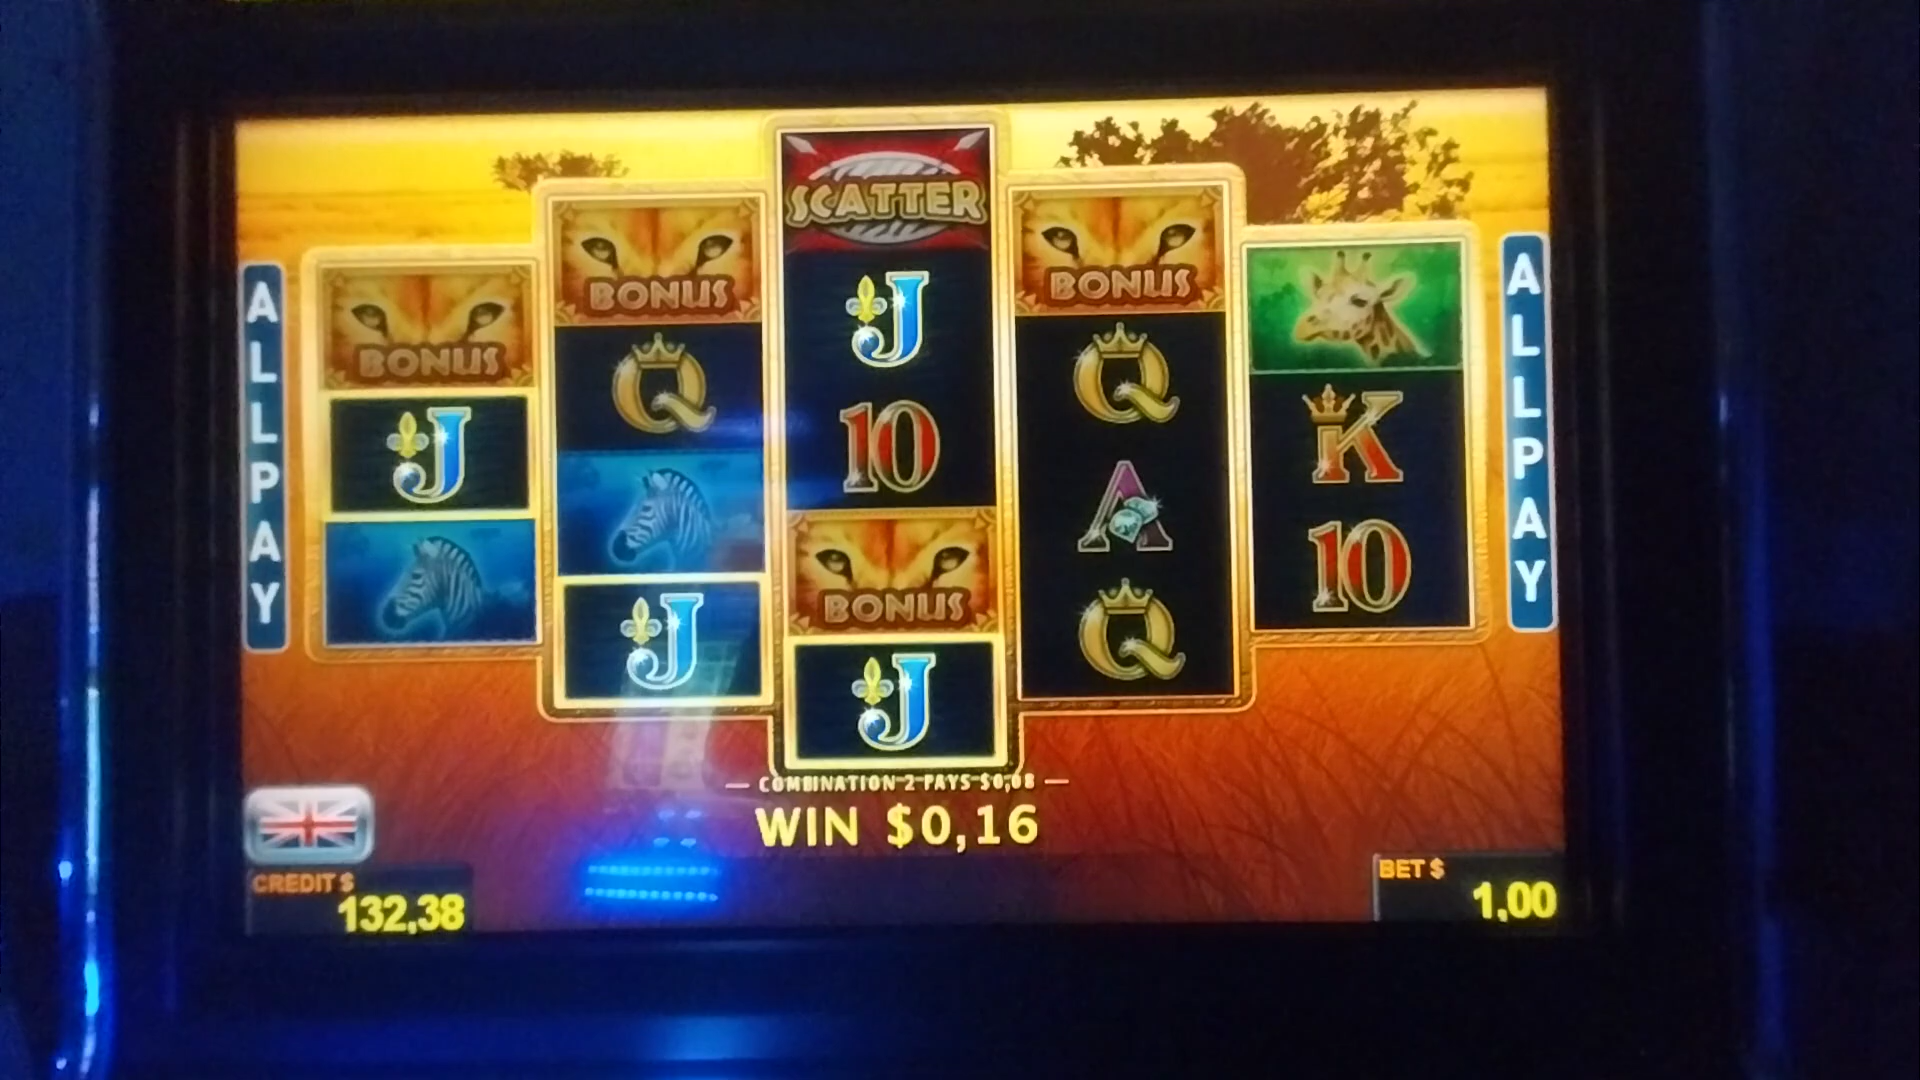 SCATTER
BONUS
BONUS
BONUS
J
Q
J
10
BONUS
J
J
Q
A
Q
K
10
ALLPAY
ALLPAY
COMBINATION 2 PAYS $0,08
WIN $0,16
CREDIT $
132,38
BET $
1,00